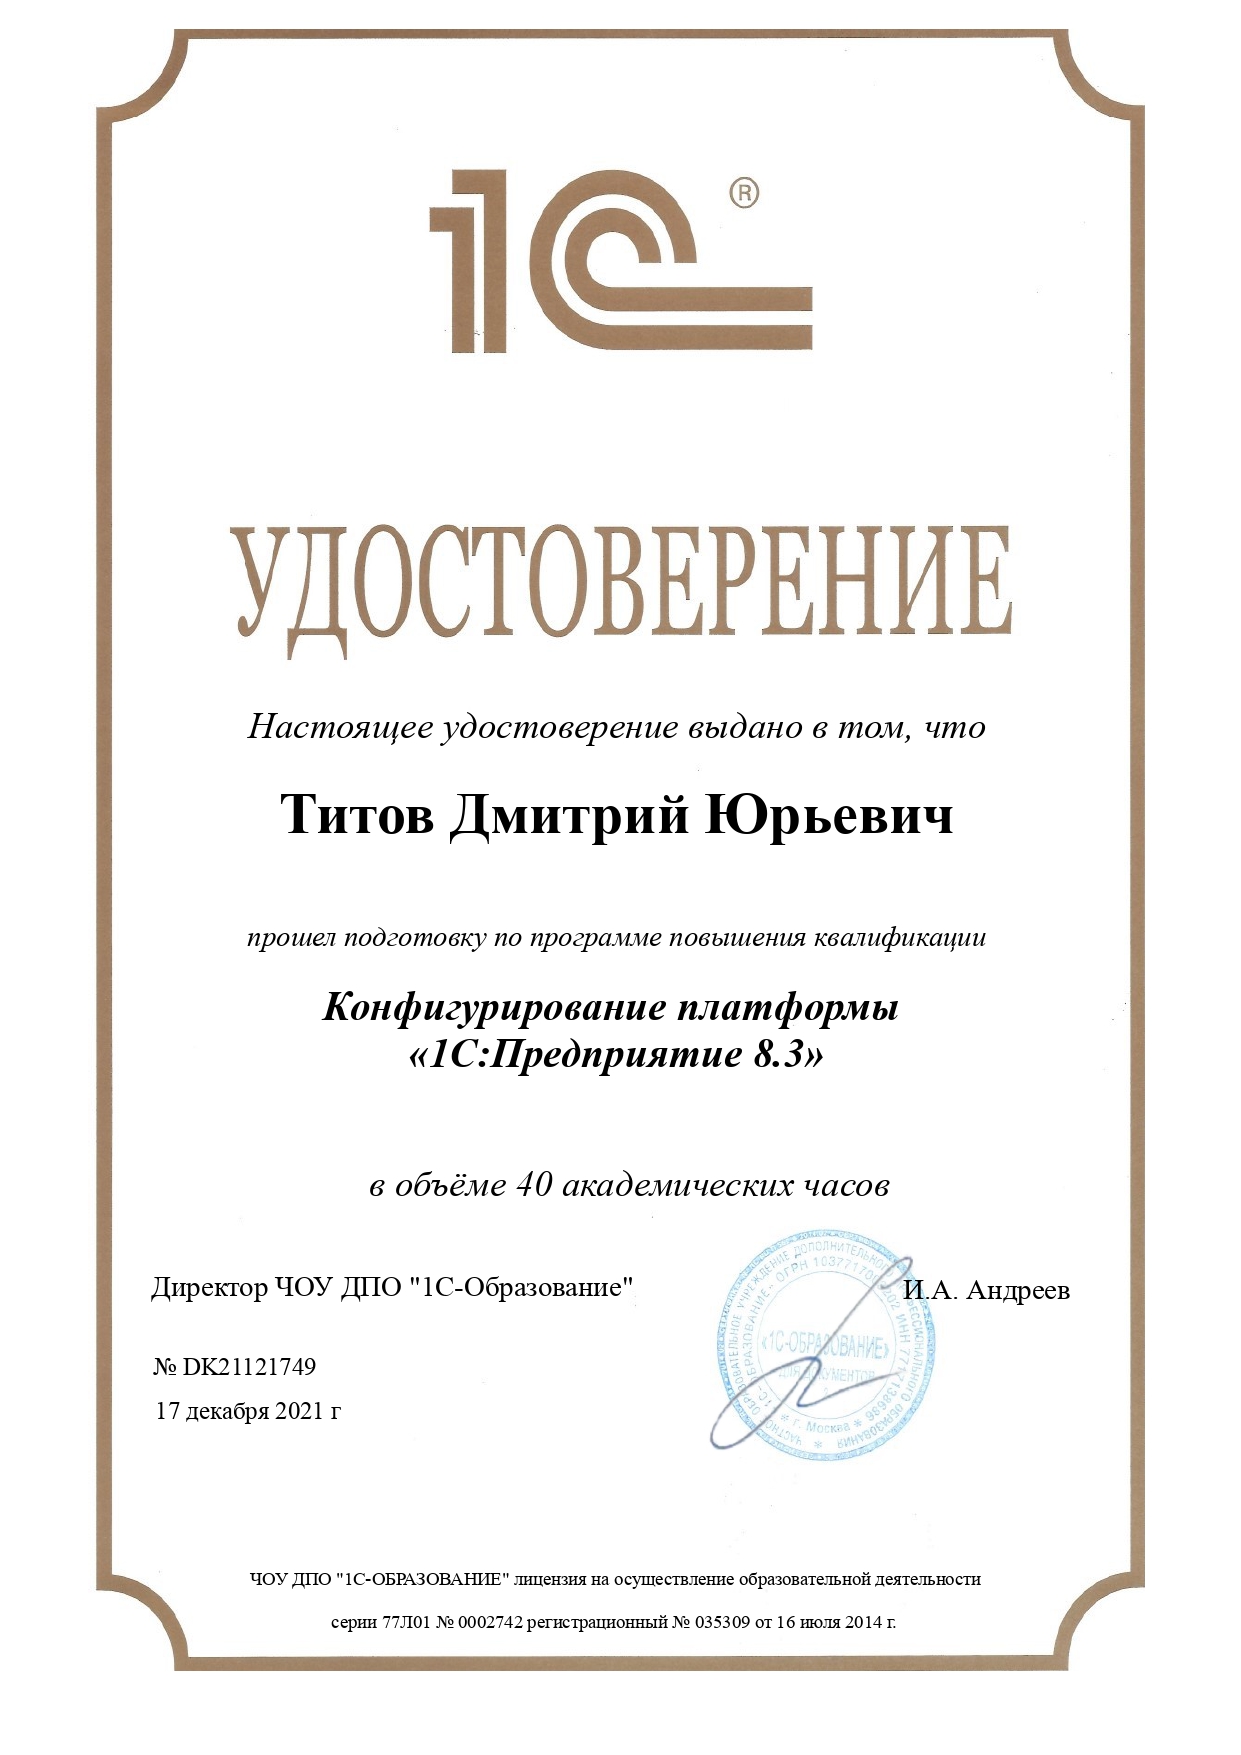 1С ®
УДОСТОВЕРЕНИЕ
Настоящее удостоверение выдано в том, что
Титов Дмитрий Юрьевич
прошел подготовку по программе повышения квалификации
Конфигурирование платформы
«1С:Предприятие 8.3»
в объёме 40 академических часов
Директор ЧОУ ДПО "1С-Образование"
И.А. Андреев
«1С-ОБРАЗОВАНИЕ»
ДЛЯ ДОКУМЕНТОВ
* г. Москва *
№ DK21121749
17 декабря 2021 г
ЧОУ ДПО "1С-ОБРАЗОВАНИЕ" лицензия на осуществление образовательной деятельности
серии 77Л01 № 0002742 регистрационный № 035309 от 16 июля 2014 г.